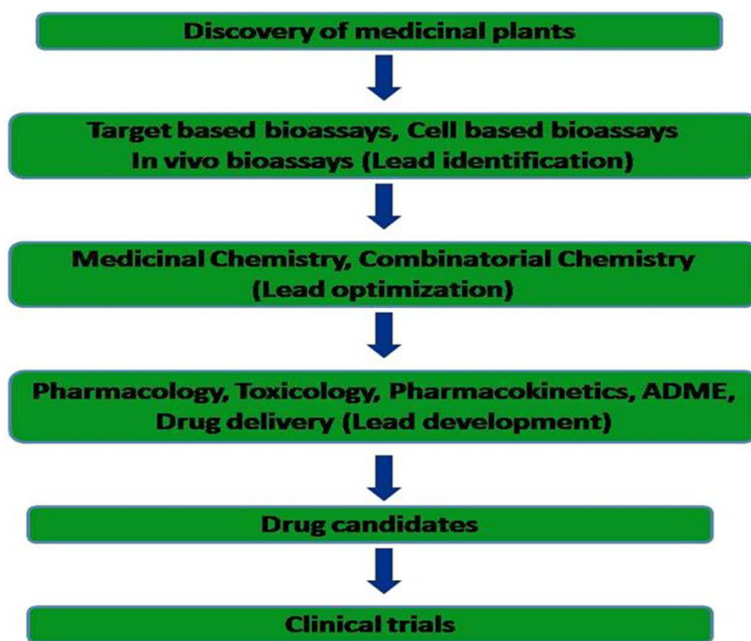 Discovery of medicinal plants
Target based bioassays, Cell based bioassays
In vivo bioassays (Lead identification)
Medicinal Chemistry, Combinatorial Chemistry
(Lead optimization)
Pharmacology, Toxicology, Pharmacokinetics, ADME,
Drug delivery (Lead development)
Drug candidates
Clinical trials